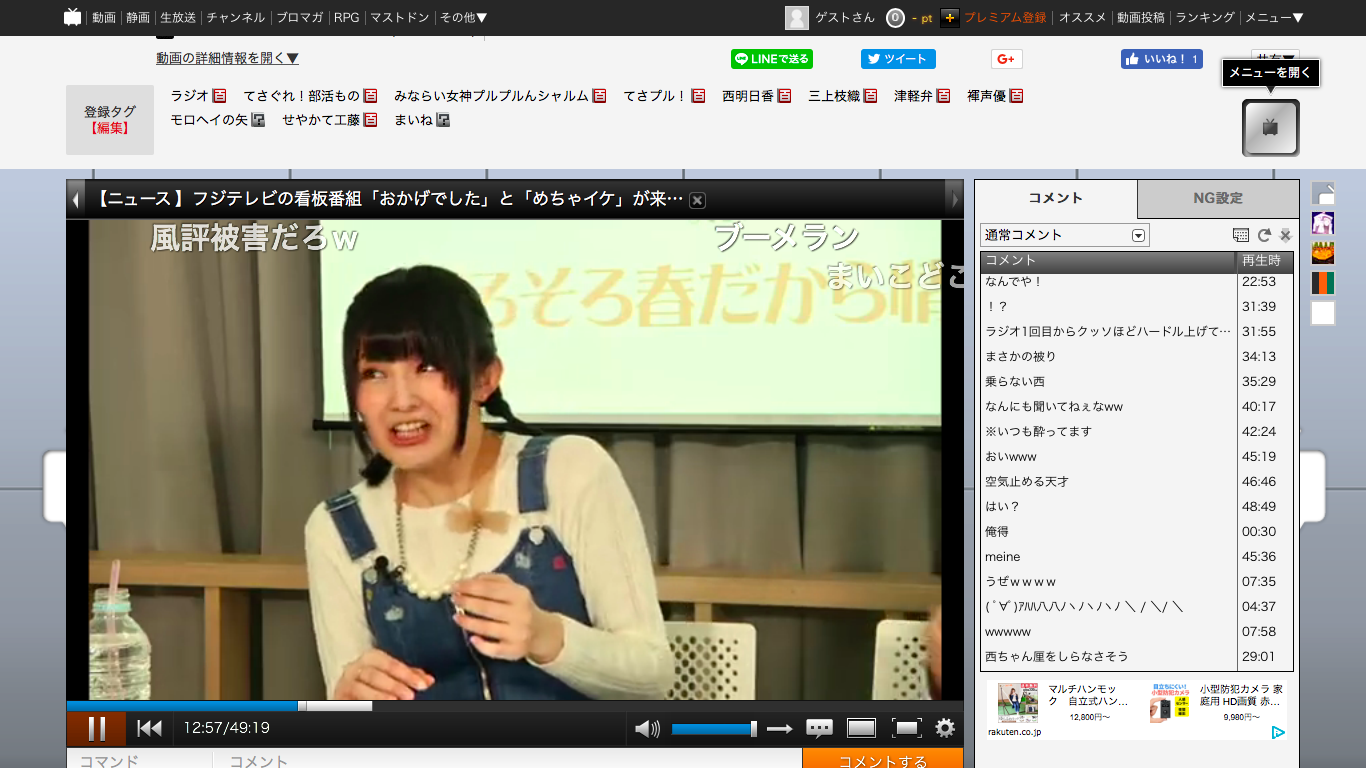 動画 静画 生放送 チャンネル ブロマガ RPG マストドン その他▼
ゲストさん 0 - pt + プレミアム登録 オススメ 動画投稿 ランキング メニュー▼
動画の詳細情報を開く▼
LINEで送る ツイート G+ いいね！ 1
メニューを開く
登録タグ
【編集】
ラジオ てさぐれ！部活もの みならい女神プルプルんシャルム てさプル！ 西明日香 三上枝織 津軽弁 褌声優
モロヘイの矢 せやかて工藤 まいね
【ニュース】フジテレビの看板番組「おかげでした」と「めちゃイケ」が来…
風評被害だろｗ
ブーメラン
まいこどこ
そろ春だから
12:57/49:19
コマンド コメント コメントする
コメント NG設定
通常コメント
コメント 再生時
なんでや！ 22:53
！？ 31:39
ラジオ1回目からクッソほどハードル上げて… 31:55
まさかの被り 34:13
乗らない西 35:29
なんにも聞いてねぇなww 40:17
※いつも酔ってます 42:24
おいwww 45:19
空気止める天才 46:46
はい？ 48:49
俺得 00:30
meine 45:36
うぜｗｗｗｗ 07:35
04:37
wwwww 07:58
西ちゃん厘をしらなさそう 29:01
マルチハンモック　自立式ハン…
12,800円〜
小型防犯カメラ 家庭用 HD画質 赤…
9,980円〜
rakuten.co.jp